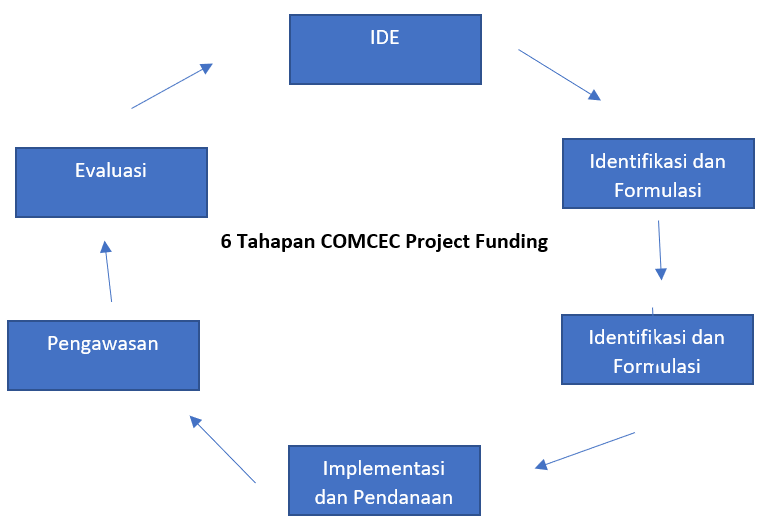 IDE
Identifikasi dan
Formulasi
Identifikasi dan
Formulasi
Implementasi
dan Pendanaan
Pengawasan
Evaluasi
6 Tahapan COMCEC Project Funding